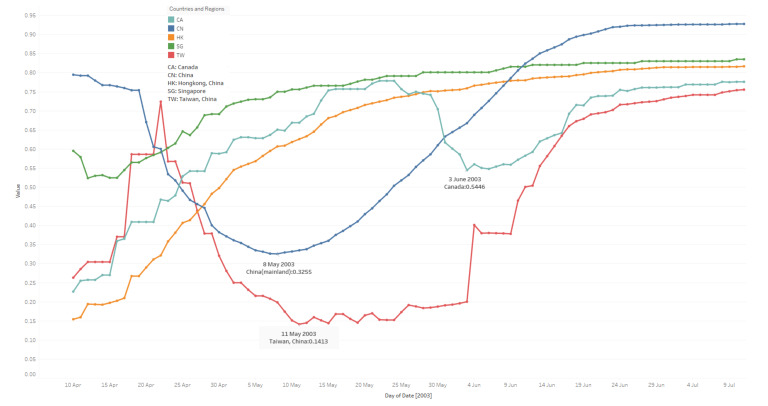 Countries and Regions
CA
CN
HK
SG
TW
CA: Canada
CN: China
HK: Hongkong, China
SG: Singapore
TW: Taiwan, China
0.95
0.90
0.85
0.80
0.75
0.70
0.65
0.60
0.55
0.50
0.45
0.40
0.35
0.30
0.25
0.20
0.15
0.10
0.05
0.00
Value
3 June 2003
Canada:0.5446
8 May 2003
China(mainland):0.3255
11 May 2003
Taiwan, China:0.1413
10 Apr 15 Apr 20 Apr 25 Apr 30 Apr 5 May 10 May 15 May 20 May 25 May 30 May 4 Jun 9 Jun 14 Jun 19 Jun 24 Jun 29 Jun 4 Jul 9 Jul
Day of Date [2003]